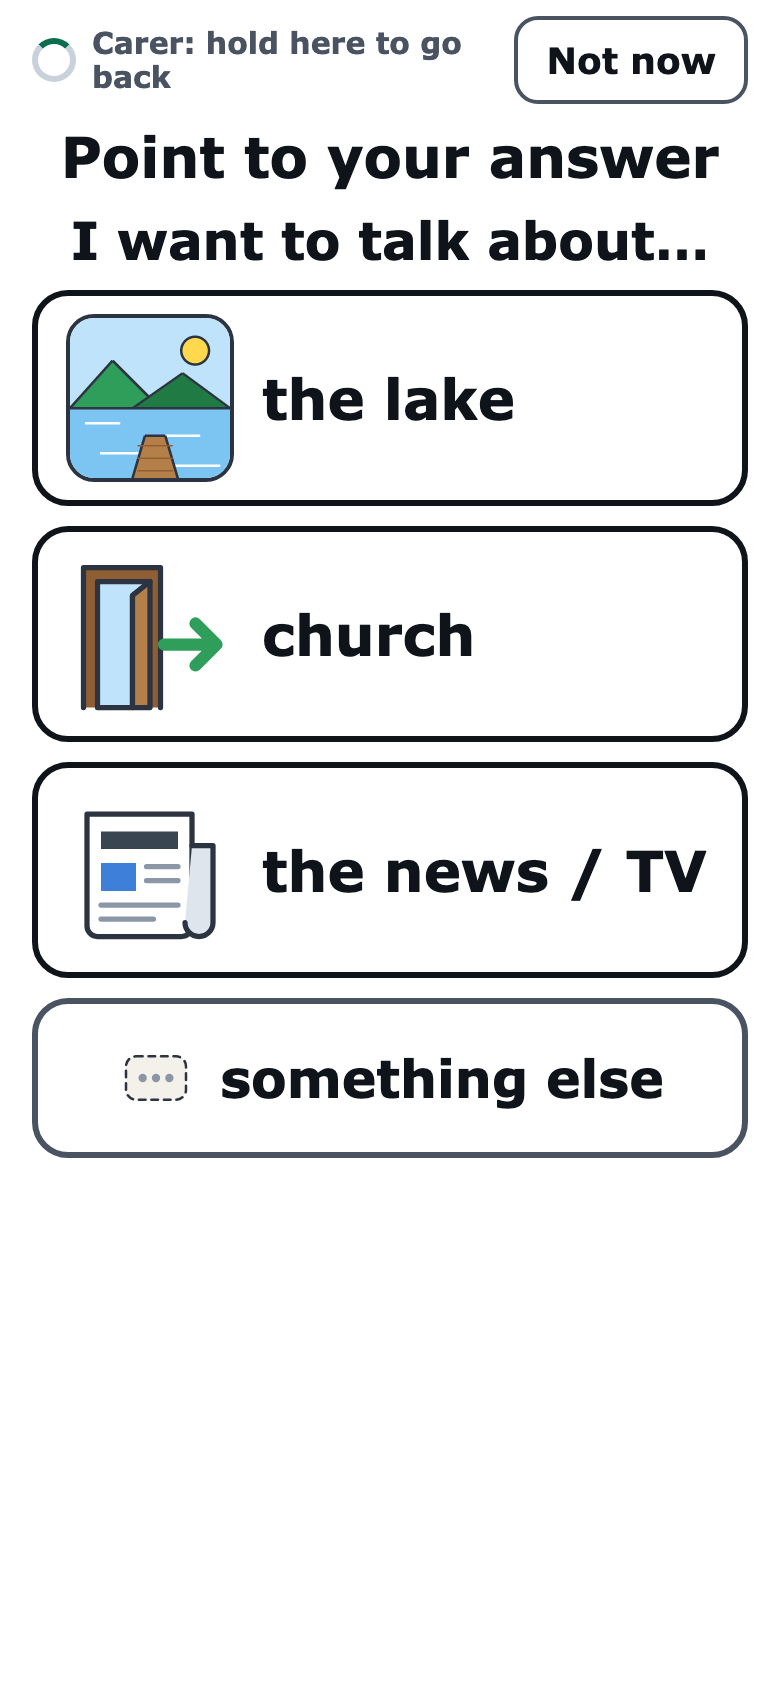 Carer: hold here to go
back
Not now
Point to your answer
I want to talk about...
the lake
church
the news / TV
something else